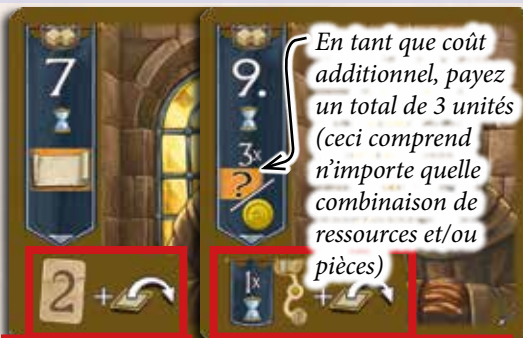 7
9.
3x
?
En tant que coût
additionnel, payez
un total de 3 unités
(ceci comprend
n'importe quelle
combinaison de
ressources et/ou
pièces)
2 +
1x +